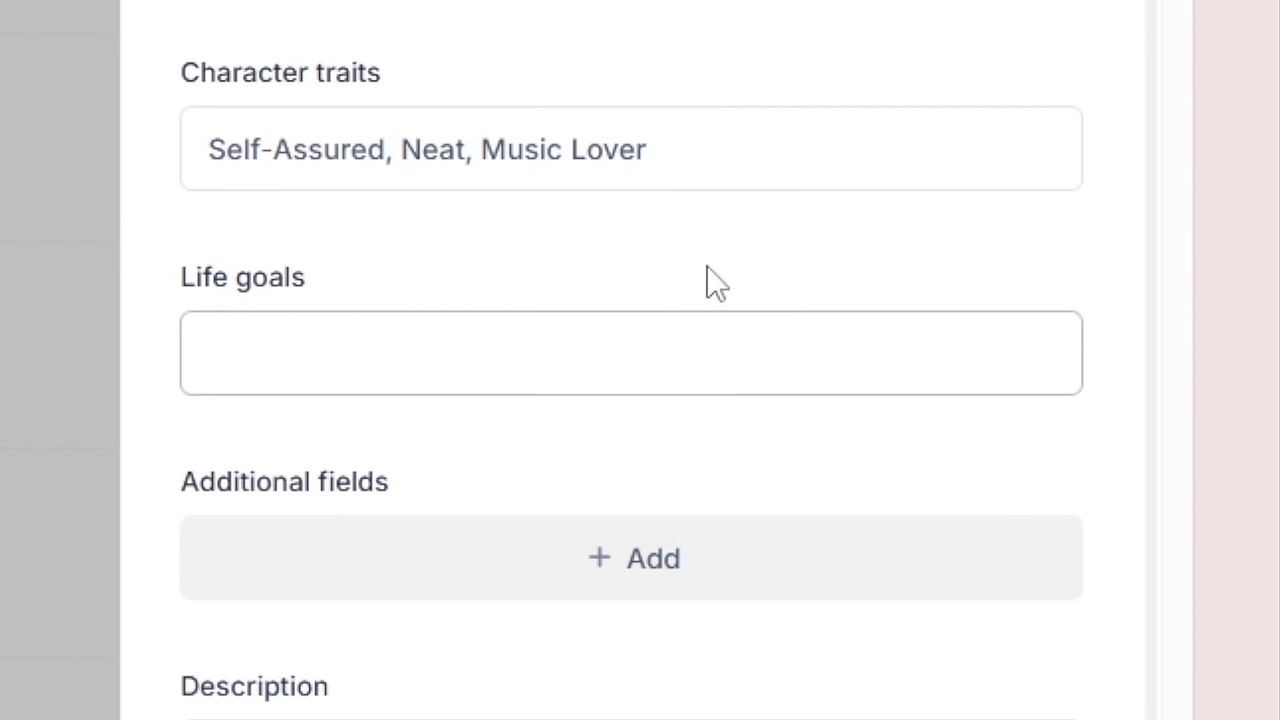 Character traits
Self-Assured, Neat, Music Lover
Life goals
Additional fields
+ Add
Description